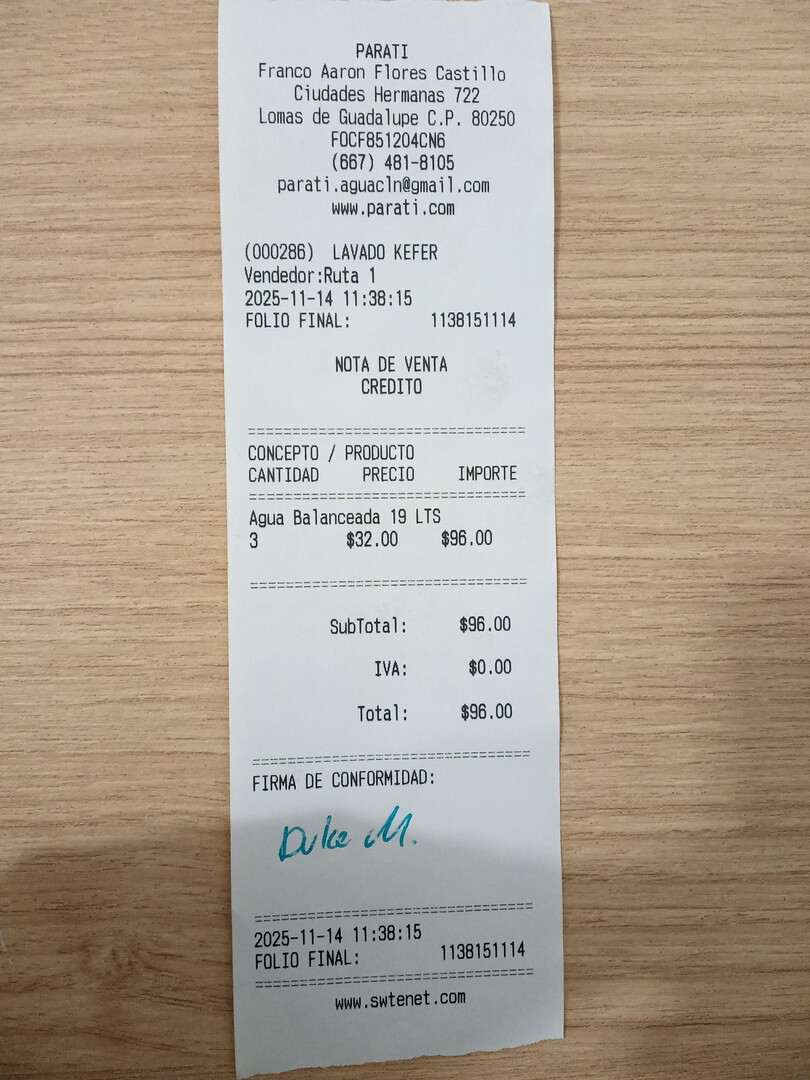 PARATI
Franco Aaron Flores Castillo
Ciudades Hermanas 722
Lomas de Guadalupe C.P. 80250
FOCF851204CN6
(667) 481-8105
parati.aguacln@gmail.com
www.parati.com
(000286) LAVADO KEFER
Vendedor:Ruta 1
2025-11-14 11:38:15
FOLIO FINAL: 1138151114
NOTA DE VENTA
CREDITO
==============================
CONCEPTO / PRODUCTO
CANTIDAD PRECIO IMPORTE
==============================
Agua Balanceada 19 LTS
3 $32.00 $96.00
==============================
SubTotal: $96.00
IVA: $0.00
Total: $96.00
==============================
FIRMA DE CONFORMIDAD:
Dulce M.
==============================
2025-11-14 11:38:15
FOLIO FINAL: 1138151114
==============================
www.swtenet.com